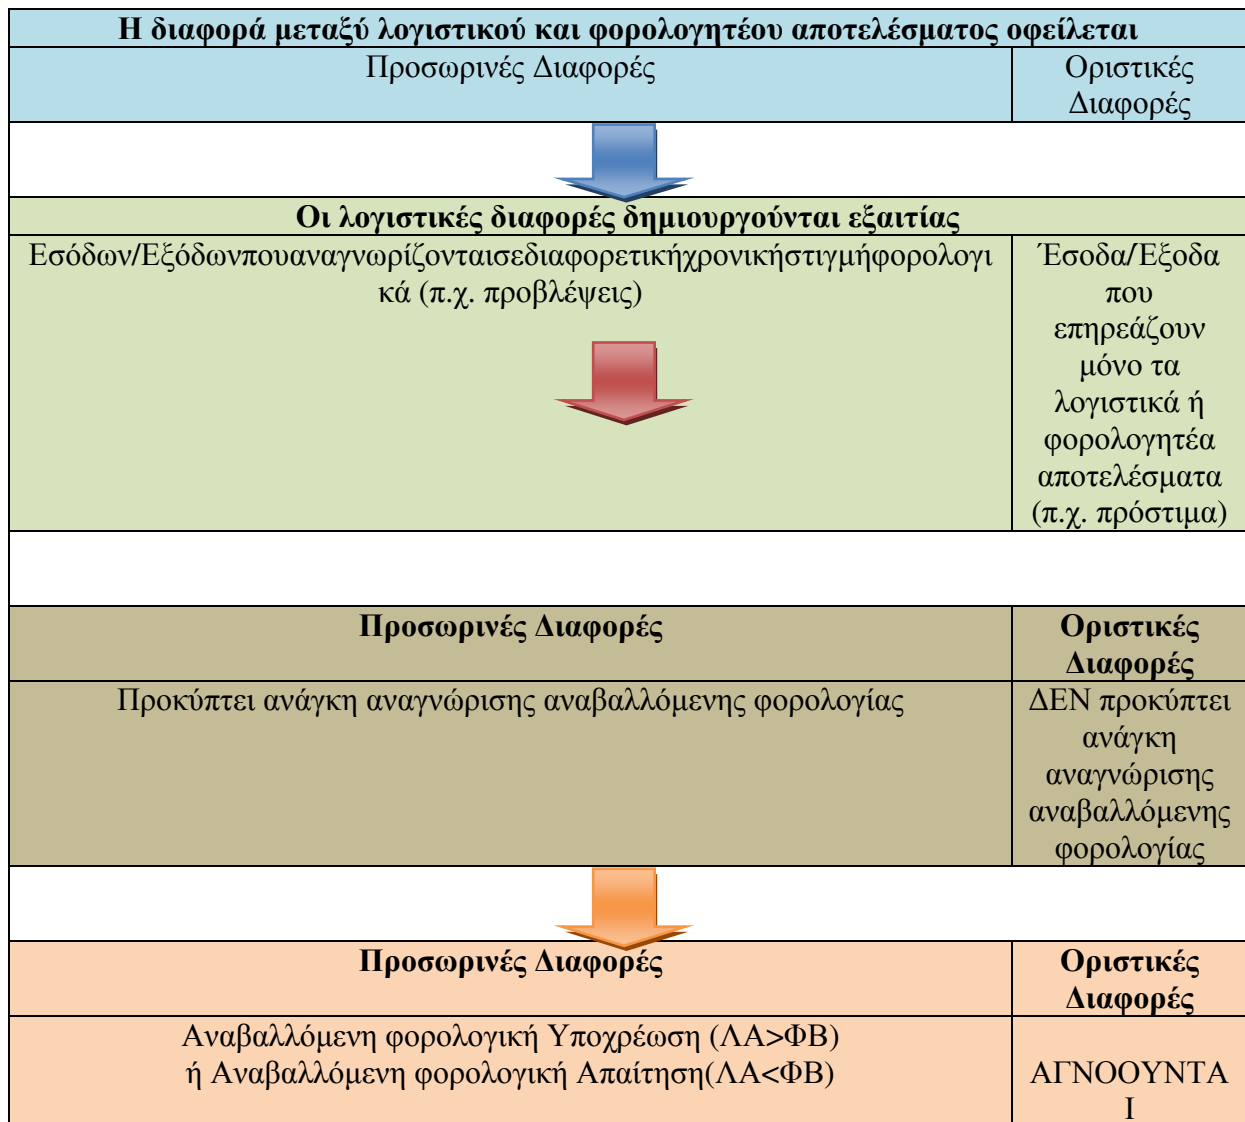 Η διαφορά μεταξύ λογιστικού και φορολογητέου αποτελέσματος οφείλεται
Προσωρινές Διαφορές
Οριστικές
Διαφορές
Οι λογιστικές διαφορές δημιουργούνται εξαιτίας
Εσόδων/Εξόδωνπουαναγνωρίζονταισεδιαφορετικήχρονικήστιγμήφορολογι
κά (π.χ. προβλέψεις)
Έσοδα/Έξοδα
που
επηρεάζουν
μόνο τα
λογιστικά ή
φορολογητέα
αποτελέσματα
(π.χ. πρόστιμα)
Προσωρινές Διαφορές
Οριστικές
Διαφορές
Προκύπτει ανάγκη αναγνώρισης αναβαλλόμενης φορολογίας
ΔΕΝ προκύπτει
ανάγκη
αναγνώρισης
αναβαλλόμενης
φορολογίας
Προσωρινές Διαφορές
Οριστικές
Διαφορές
Αναβαλλόμενη φορολογική Υποχρέωση (ΛΑ>ΦΒ)
ή Αναβαλλόμενη φορολογική Απαίτηση(ΛΑ<ΦΒ)
ΑΓΝΟΟΥΝΤΑ
Ι